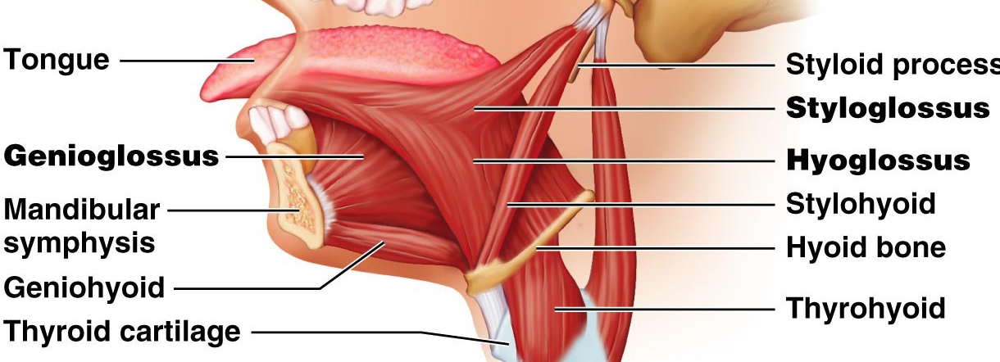 Tongue
Genioglossus
Mandibular
symphysis
Geniohyoid
Thyroid cartilage
Styloid process
Styloglossus
Hyoglossus
Stylohyoid
Hyoid bone
Thyrohyoid